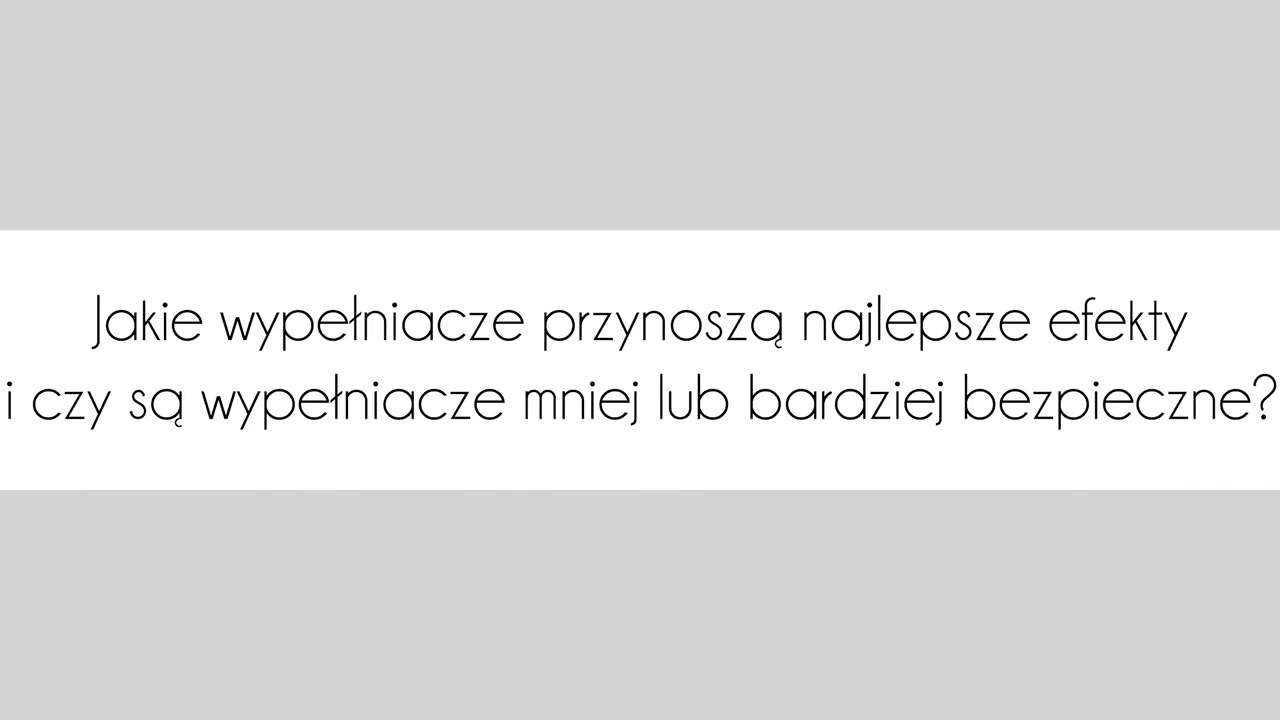 Jakie wypełniacze przynoszą najlepsze efekty
i czy są wypełniacze mniej lub bardziej bezpieczne?